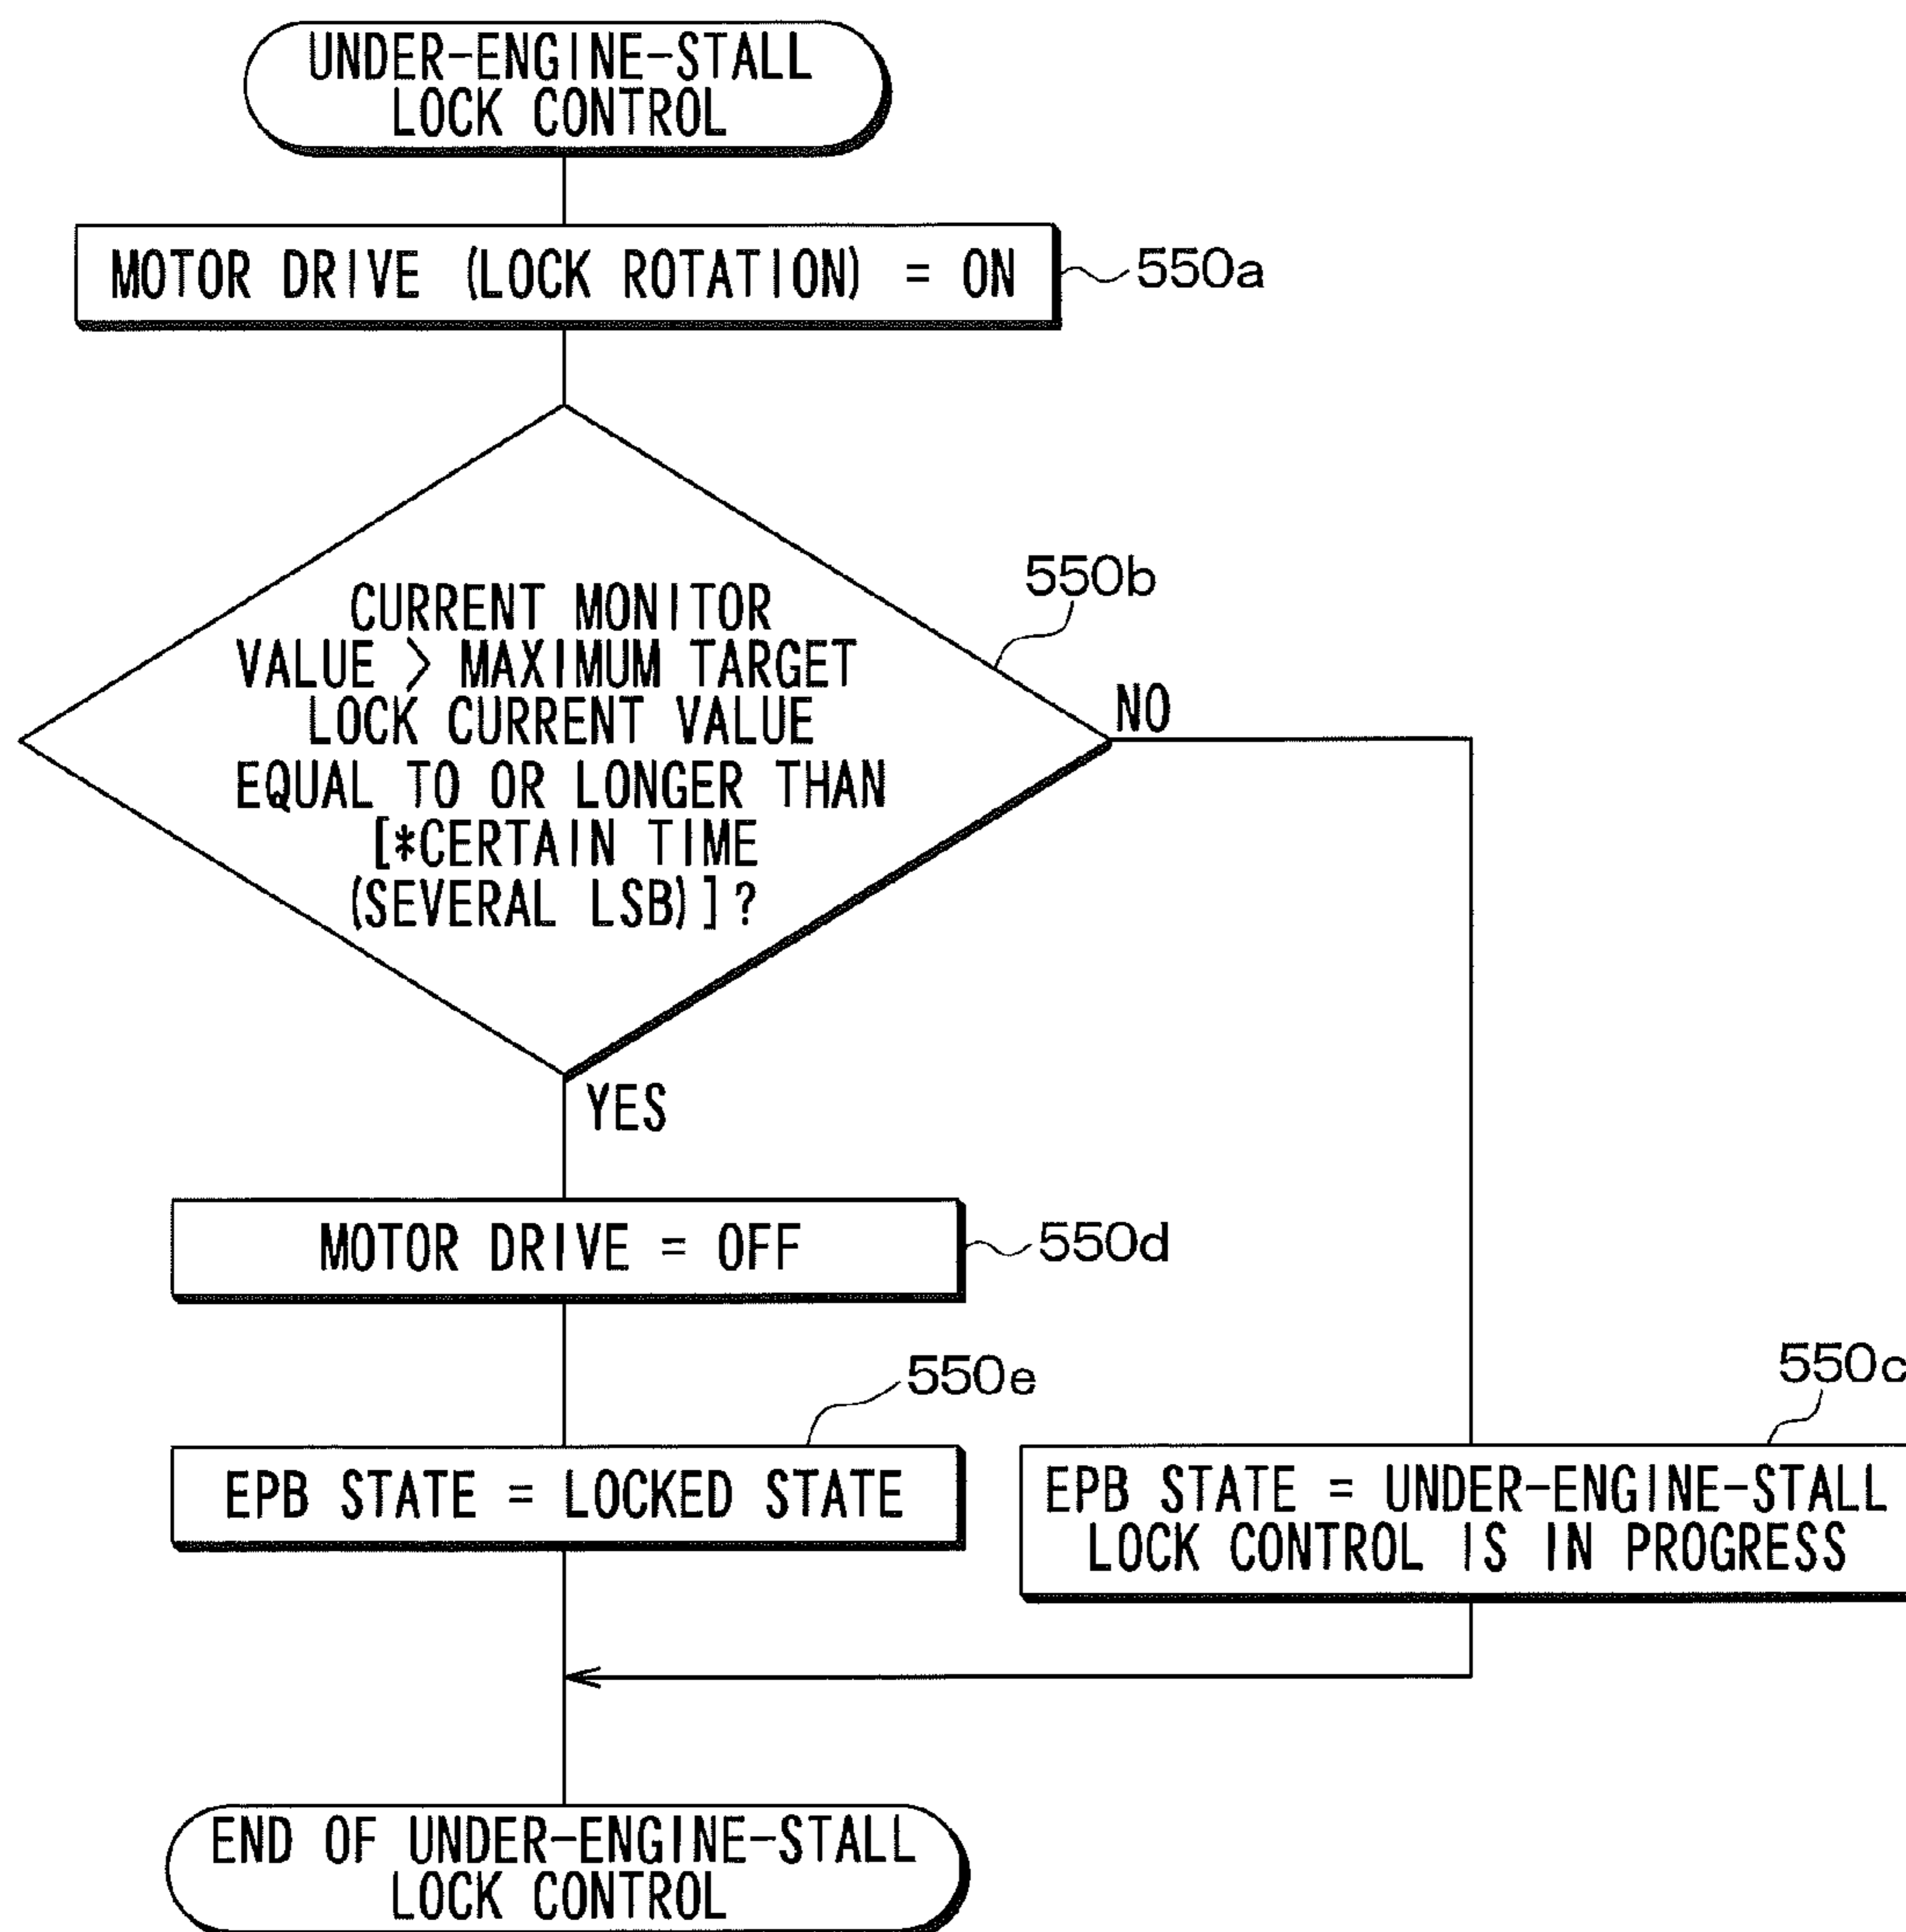 UNDER-ENGINE-STALL
LOCK CONTROL
MOTOR DRIVE (LOCK ROTATION) = ON
550a
550b
CURRENT MONITOR
VALUE > MAXIMUM TARGET
LOCK CURRENT VALUE
EQUAL TO OR LONGER THAN
[*CERTAIN TIME
(SEVERAL LSB)]?
NO
YES
MOTOR DRIVE = OFF
550d
550e
550c
EPB STATE = LOCKED STATE
EPB STATE = UNDER-ENGINE-STALL
LOCK CONTROL IS IN PROGRESS
END OF UNDER-ENGINE-STALL
LOCK CONTROL